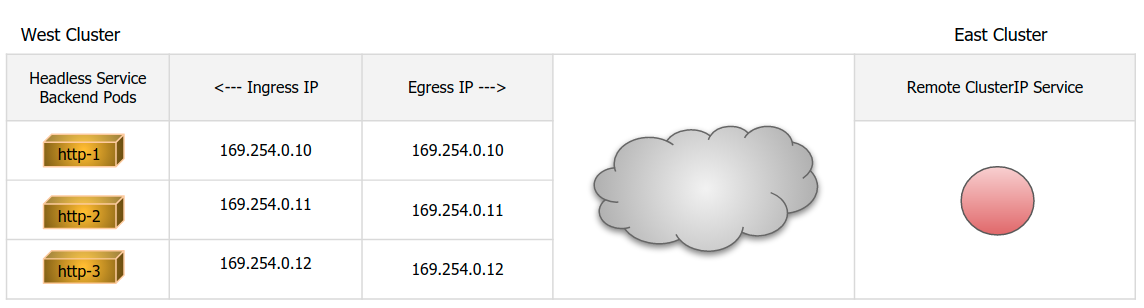 West Cluster
East Cluster
Headless Service
Backend Pods
<--- Ingress IP
Egress IP --->
Remote ClusterIP Service
http-1
169.254.0.10
169.254.0.10
http-2
169.254.0.11
169.254.0.11
http-3
169.254.0.12
169.254.0.12